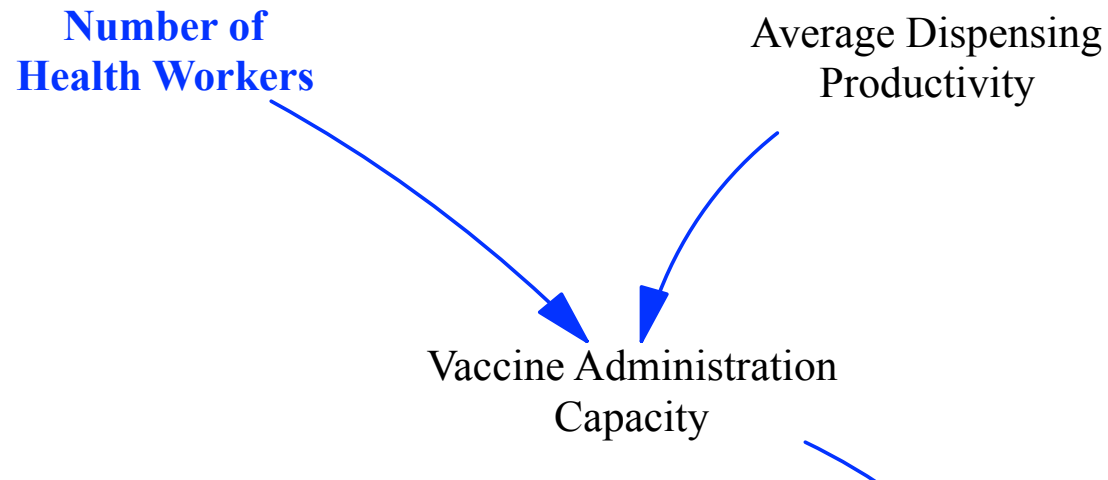 Number of
Health Workers
Average Dispensing
Productivity
Vaccine Administration
Capacity